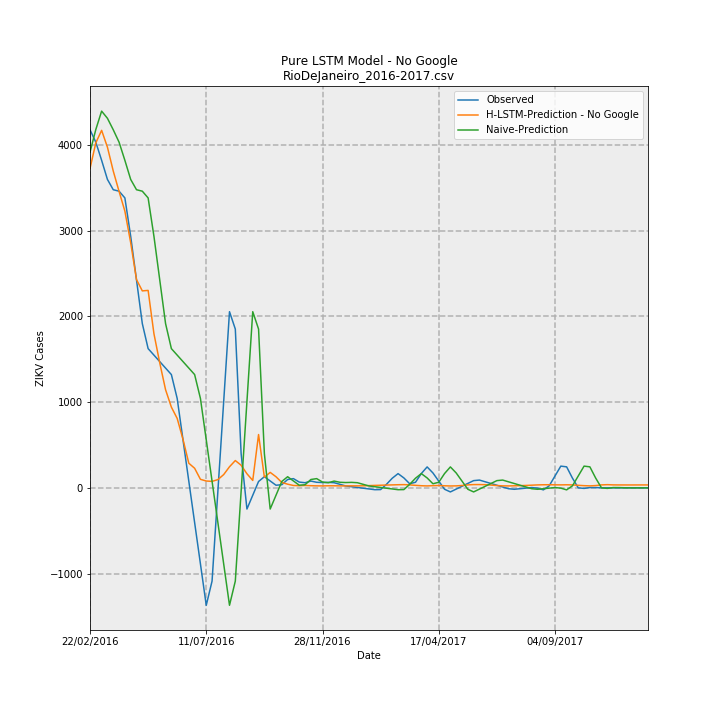 Pure LSTM Model - No Google
RioDeJaneiro_2016-2017.csv
Observed
H-LSTM-Prediction - No Google
Naive-Prediction
ZIKV Cases
4000
3000
2000
1000
0
−1000
22/02/2016
11/07/2016
28/11/2016
17/04/2017
04/09/2017
Date